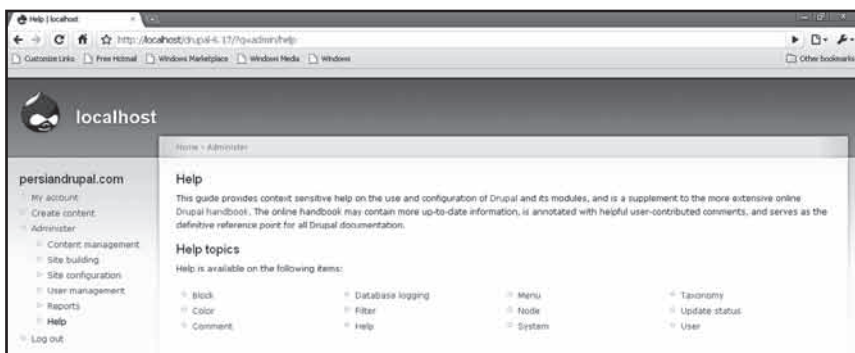 Help | localhost
http://localhost/drupal-6.17/?q=admin/help
Customize Links Free Hotmail Windows Marketplace Windows Media Windows Other bookmarks
localhost
Home › Administer
persiandrupal.com
My account
Create content
Administer
Content management
Site building
Site configuration
User management
Reports
Help
Log out
Help
This guide provides context sensitive help on the use and configuration of Drupal and its modules, and is a supplement to the more extensive online
Drupal handbook. The online handbook may contain more up-to-date information, is annotated with helpful user-contributed comments, and serves as the
definitive reference point for all Drupal documentation.
Help topics
Help is available on the following items:
Block Database logging Menu Taxonomy
Color Filter Node Update status
Comment Help System User